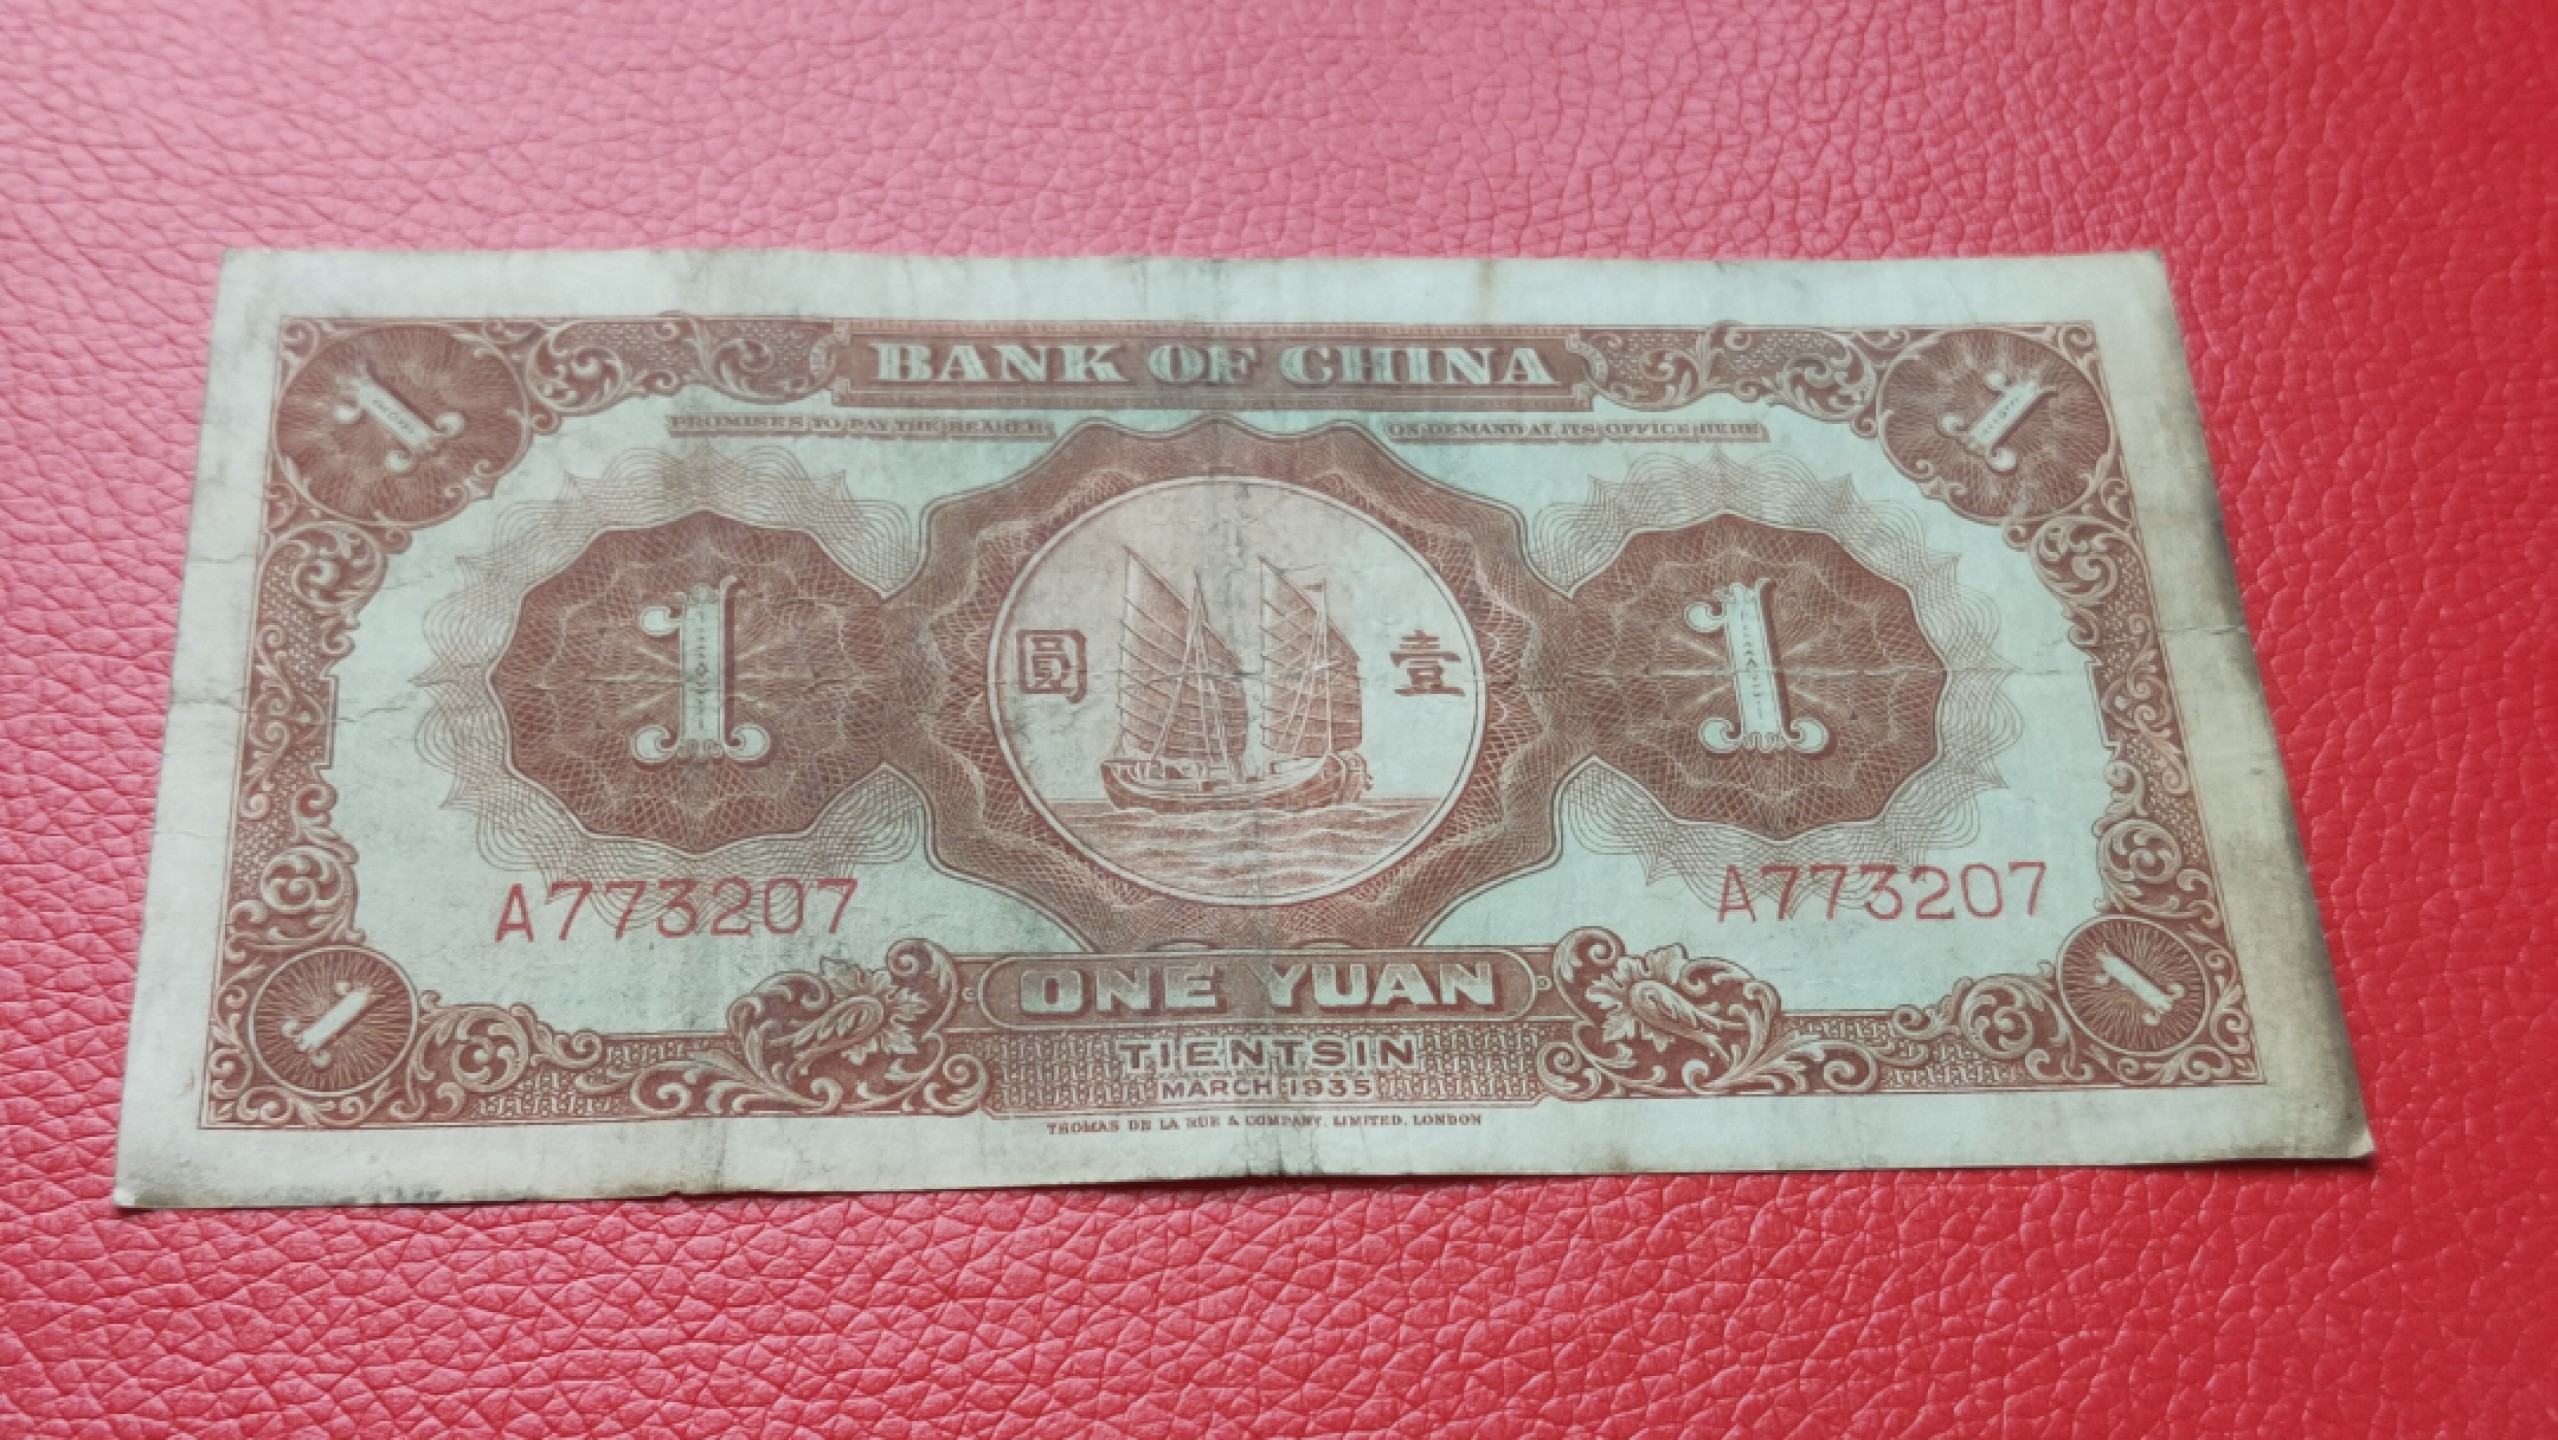 BANK OF CHINA
1 1
PROMISES TO PAY THE BEARER ON DEMAND AT ITS OFFICE HERE
1 圓 壹 1
A773207 A773207
ONE YUAN
1 1
TIENTSIN
MARCH 1935
THOMAS DE LA RUE & COMPANY, LIMITED, LONDON